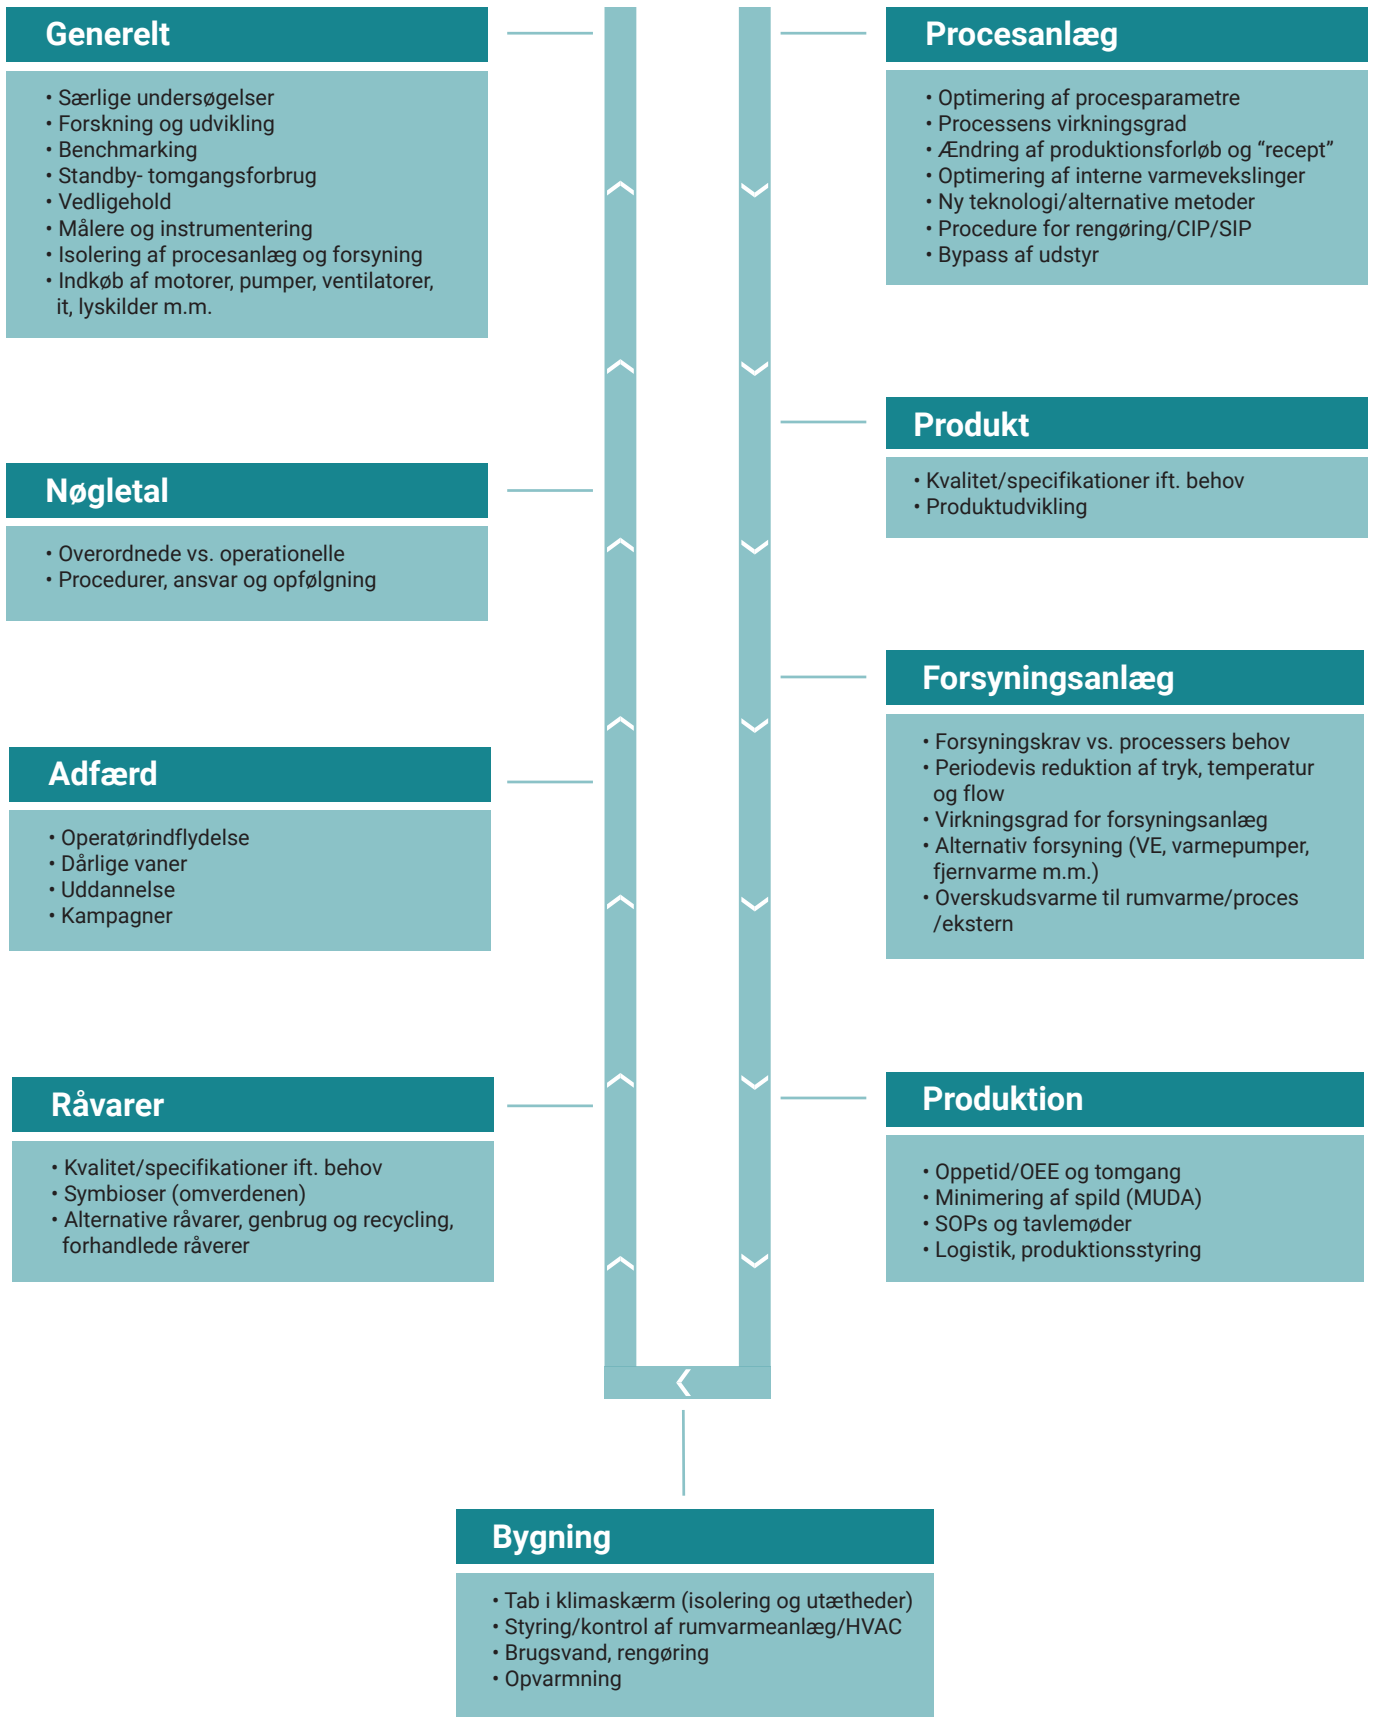 Generelt
• Særlige undersøgelser
• Forskning og udvikling
• Benchmarking
• Standby- tomgangsforbrug
• Vedligehold
• Målere og instrumentering
• Isolering af procesanlæg og forsyning
• Indkøb af motorer, pumper, ventilatorer,
it, lyskilder m.m.
Nøgletal
• Overordnede vs. operationelle
• Procedurer, ansvar og opfølgning
Adfærd
• Operatørindflydelse
• Dårlige vaner
• Uddannelse
• Kampagner
Råvarer
• Kvalitet/specifikationer ift. behov
• Symbioser (omverdenen)
• Alternative råvarer, genbrug og recycling,
forhandlede råverer
Procesanlæg
• Optimering af procesparametre
• Processens virkningsgrad
• Ændring af produktionsforløb og “recept”
• Optimering af interne varmevekslinger
• Ny teknologi/alternative metoder
• Procedure for rengøring/CIP/SIP
• Bypass af udstyr
Produkt
• Kvalitet/specifikationer ift. behov
• Produktudvikling
Forsyningsanlæg
• Forsyningskrav vs. processers behov
• Periodevis reduktion af tryk, temperatur
og flow
• Virkningsgrad for forsyningsanlæg
• Alternativ forsyning (VE, varmepumper,
fjernvarme m.m.)
• Overskudsvarme til rumvarme/proces
/ekstern
Produktion
• Oppetid/OEE og tomgang
• Minimering af spild (MUDA)
• SOPs og tavlemøder
• Logistik, produktionsstyring
Bygning
• Tab i klimaskærm (isolering og utætheder)
• Styring/kontrol af rumvarmeanlæg/HVAC
• Brugsvand, rengøring
• Opvarmning